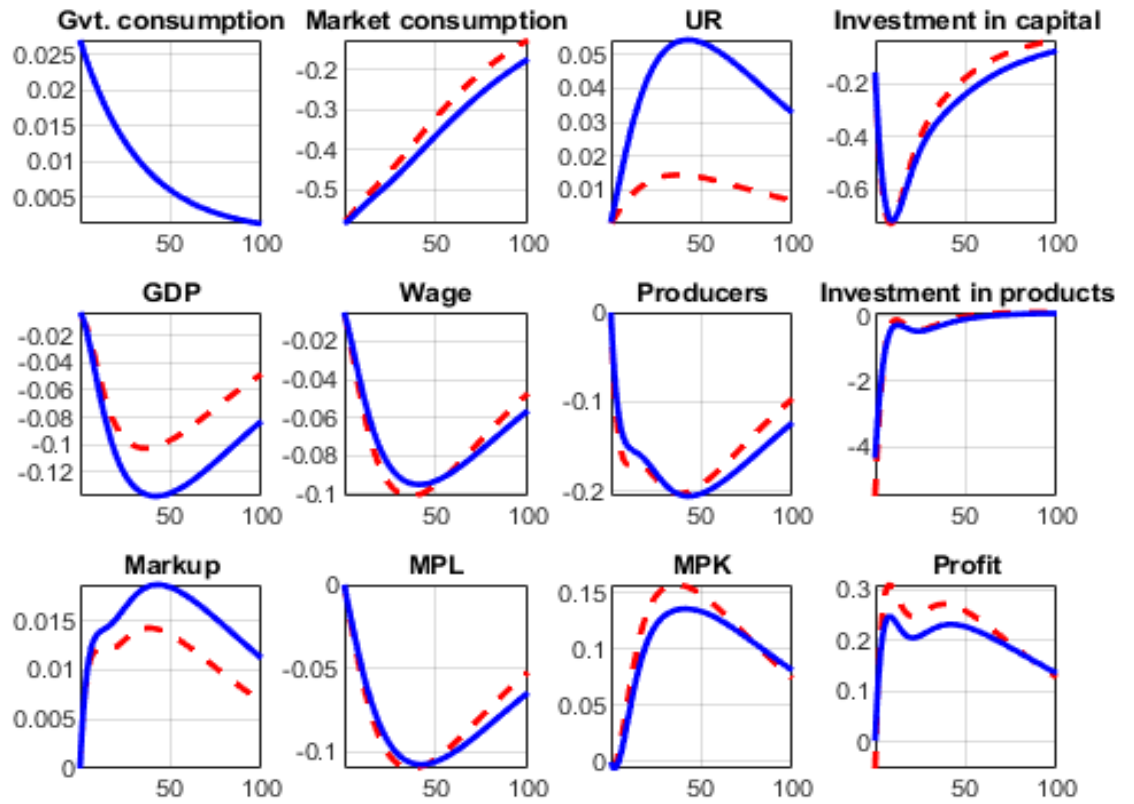 Gvt. consumption Market consumption UR Investment in capital
0.025 0.02 0.015 0.01 0.005 50 100
-0.2 -0.3 -0.4 -0.5 50 100
0.05 0.04 0.03 0.02 0.01 50 100
-0.2 -0.4 -0.6 50 100
GDP Wage Producers Investment in products
-0.02 -0.04 -0.06 -0.08 -0.1 -0.12 50 100
-0.02 -0.04 -0.06 -0.08 -0.1 50 100
0 -0.1 -0.2 50 100
0 -2 -4 50 100
Markup MPL MPK Profit
0.015 0.01 0.005 0 50 100
0 -0.05 -0.1 50 100
0.15 0.1 0.05 0 50 100
0.3 0.2 0.1 0 50 100